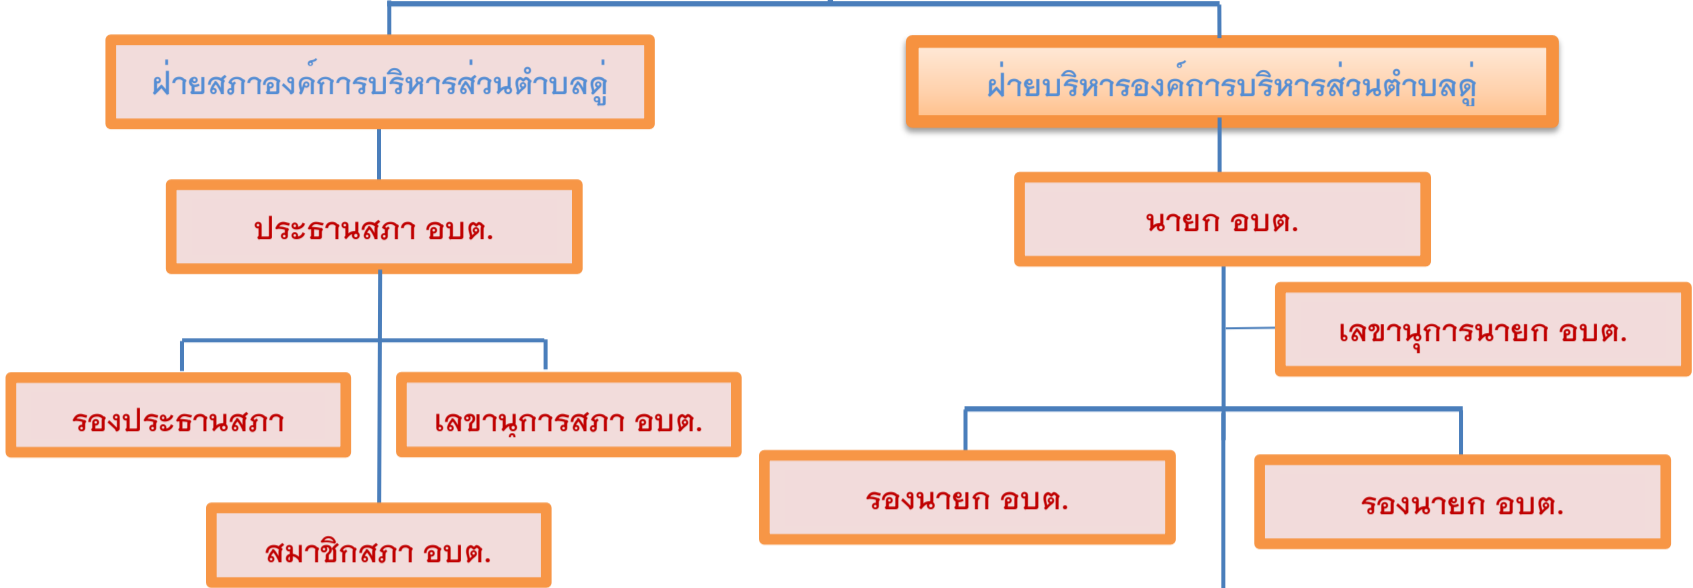 ฝ่ายสภาองค์การบริหารส่วนตำบลดู่
ฝ่ายบริหารองค์การบริหารส่วนตำบลดู่
ประธานสภา อบต.
นายก อบต.
เลขานุการนายก อบต.
รองประธานสภา
เลขานุการสภา อบต.
รองนายก อบต.
รองนายก อบต.
สมาชิกสภา อบต.